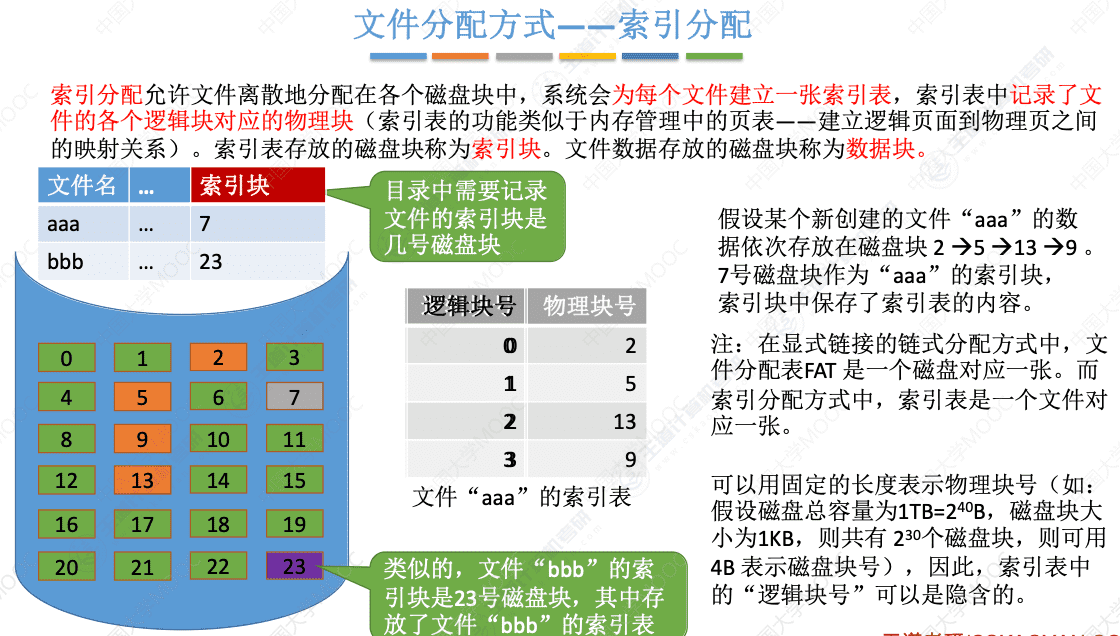 文件分配方式——索引分配
索引分配允许文件离散地分配在各个磁盘块中，系统会为每个文件建立一张索引表，索引表中记录了文
件的各个逻辑块对应的物理块（索引表的功能类似于内存管理中的页表——建立逻辑页面到物理页之间
的映射关系）。索引表存放的磁盘块称为索引块。文件数据存放的磁盘块称为数据块。
文件名 ... 索引块
aaa ... 7
bbb ... 23
目录中需要记录
文件的索引块是
几号磁盘块
0 1 2 3
4 5 6 7
8 9 10 11
12 13 14 15
16 17 18 19
20 21 22 23
逻辑块号 物理块号
0 2
1 5
2 13
3 9
文件“aaa”的索引表
类似的，文件“bbb”的索
引块是23号磁盘块，其中存
放了文件“bbb”的索引表
假设某个新创建的文件“aaa”的数
据依次存放在磁盘块 2→5→13→9 。
7号磁盘块作为“aaa”的索引块，
索引块中保存了索引表的内容。
注：在显式链接的链式分配方式中，文
件分配表FAT 是一个磁盘对应一张。而
索引分配方式中，索引表是一个文件对
应一张。
可以用固定的长度表示物理块号（如：
假设磁盘总容量为1TB=2⁴⁰B，磁盘块大
小为1KB，则共有 2³⁰个磁盘块，则可用
4B 表示磁盘块号），因此，索引表中
的“逻辑块号”可以是隐含的。